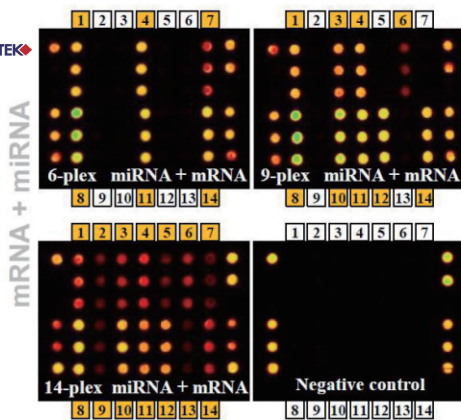 1 2 3 4 5 6 7
1 2 3 4 5 6 7
TEK
mRNA + miRNA
6-plex miRNA + mRNA
9-plex miRNA + mRNA
8 9 10 11 12 13 14
8 9 10 11 12 13 14
1 2 3 4 5 6 7
1 2 3 4 5 6 7
14-plex miRNA + mRNA
Negative control
8 9 10 11 12 13 14
8 9 10 11 12 13 14